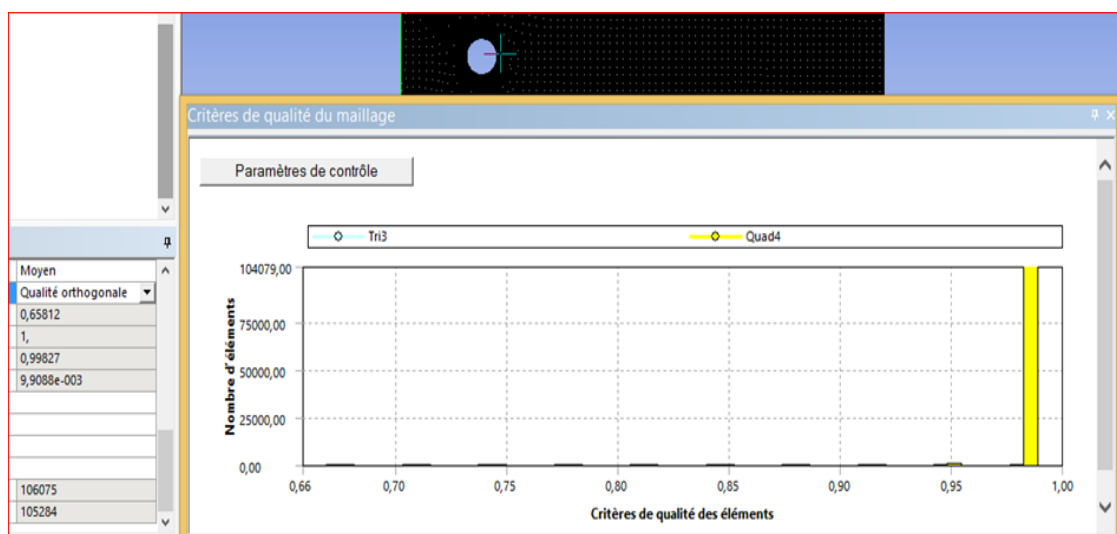 Critères de qualité du maillage
Paramètres de contrôle
Tri3
Quad4
Moyen
Qualité orthogonale
0,65812
1,
0,99827
9,9088e-003
106075
105284
104079,00
75000,00
50000,00
25000,00
0,00
Nombre d'éléments
0,66 0,70 0,75 0,80 0,85 0,90 0,95 1,00
Critères de qualité des éléments